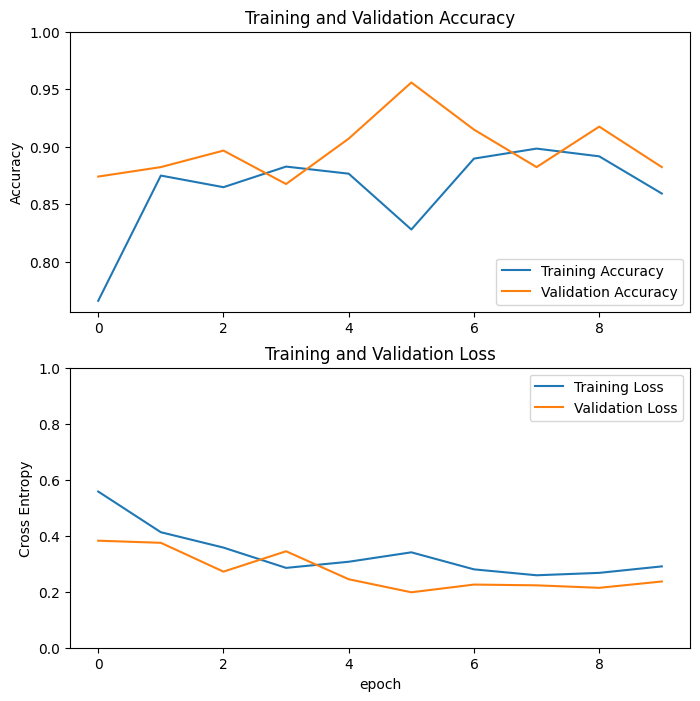 Training and Validation Accuracy
1.00
0.95
0.90
0.85
0.80
Accuracy
Training Accuracy
Validation Accuracy
0 2 4 6 8
Training and Validation Loss
1.0
0.8
0.6
0.4
0.2
0.0
Cross Entropy
Training Loss
Validation Loss
0 2 4 6 8
epoch